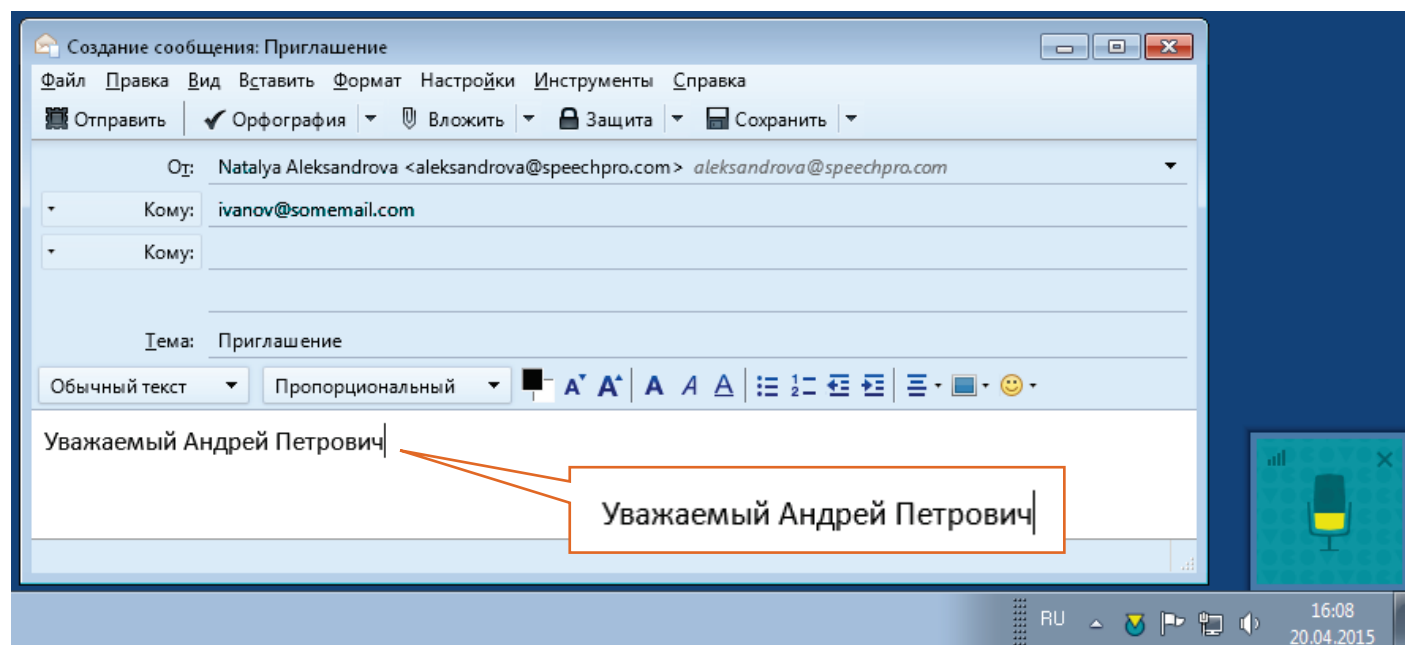 Создание сообщения: Приглашение
Файл Правка Вид Вставить Формат Настройки Инструменты Справка
Отправить Орфография Вложить Защита Сохранить
От: Natalya Aleksandrova <aleksandrova@speechpro.com> aleksandrova@speechpro.com
Кому: ivanov@somemail.com
Кому:
Тема: Приглашение
Обычный текст Пропорциональный
Уважаемый Андрей Петрович
Уважаемый Андрей Петрович
RU 16:08
20.04.2015